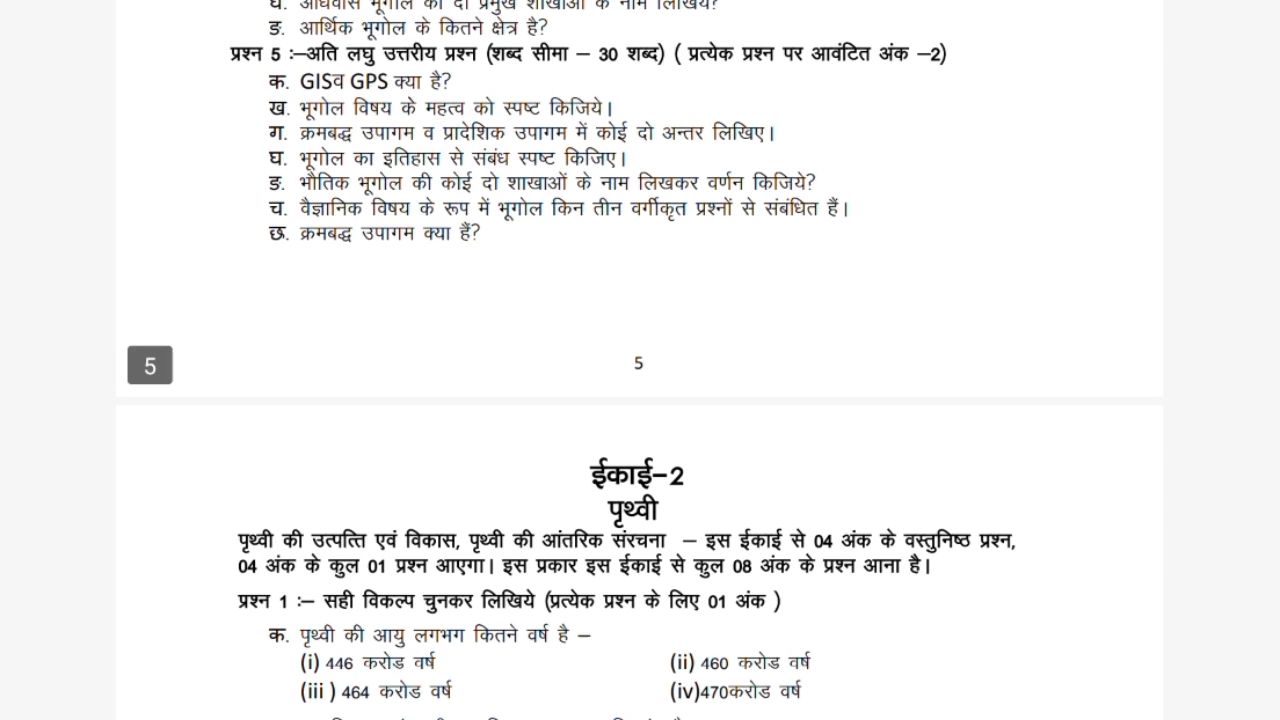 घ. अधिवास भूगोल की दो प्रमुख शाखाओं के नाम लिखिये?
ङ. आर्थिक भूगोल के कितने क्षेत्र है?
प्रश्न 5 :–अति लघु उत्तरीय प्रश्न (शब्द सीमा – 30 शब्द) ( प्रत्येक प्रश्न पर आवंटित अंक –2)
क. GISव GPS क्या है?
ख. भूगोल विषय के महत्व को स्पष्ट किजिये।
ग. क्रमबद्ध उपागम व प्रादेशिक उपागम में कोई दो अन्तर लिखिए।
घ. भूगोल का इतिहास से संबंध स्पष्ट किजिए।
ङ. भौतिक भूगोल की कोई दो शाखाओं के नाम लिखकर वर्णन किजिये?
च. वैज्ञानिक विषय के रूप में भूगोल किन तीन वर्गीकृत प्रश्नों से संबंधित हैं।
छ. क्रमबद्ध उपागम क्या हैं?
5
5
ईकाई–2
पृथ्वी
पृथ्वी की उत्पत्ति एवं विकास, पृथ्वी की आंतरिक संरचना – इस ईकाई से 04 अंक के वस्तुनिष्ठ प्रश्न,
04 अंक के कुल 01 प्रश्न आएगा। इस प्रकार इस ईकाई से कुल 08 अंक के प्रश्न आना है।
प्रश्न 1 :– सही विकल्प चुनकर लिखिये (प्रत्येक प्रश्न के लिए 01 अंक )
क. पृथ्वी की आयु लगभग कितने वर्ष है –
(i) 446 करोड वर्ष (ii) 460 करोड वर्ष
(iii ) 464 करोड वर्ष (iv)470करोड वर्ष